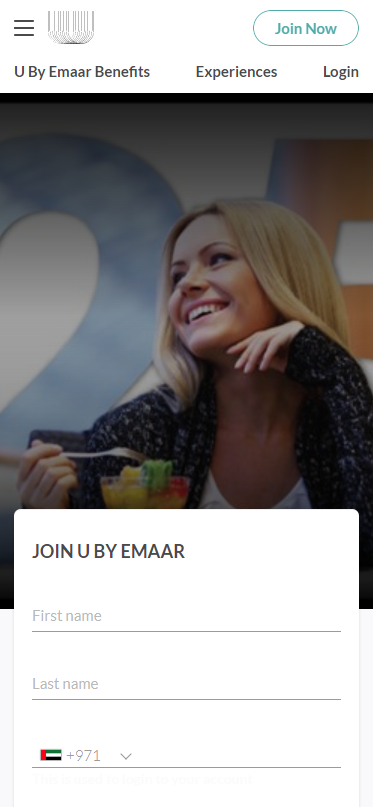 Join Now
U By Emaar Benefits
Experiences
Login
JOIN U BY EMAAR
First name
Last name
+971
This is used to login to your account